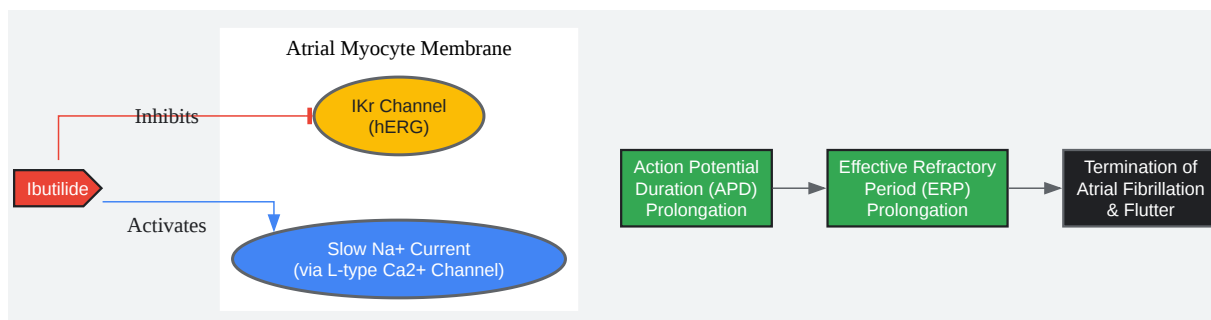 Atrial Myocyte Membrane
Inhibits
IKr Channel
(hERG)
Ibutilide
Activates
Slow Na+ Current
(via L-type Ca2+ Channel)
Action Potential
Duration (APD)
Prolongation
Effective Refractory
Period (ERP)
Prolongation
Termination of
Atrial Fibrillation
& Flutter